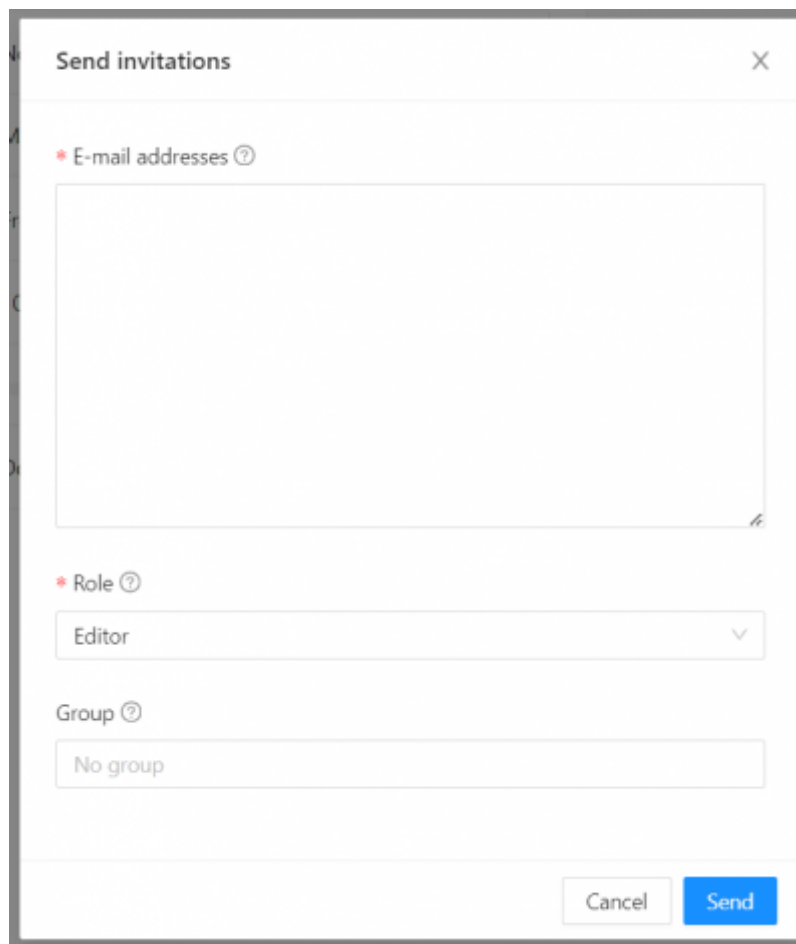 Send invitations
* E-mail addresses
Role
Editor
Group
No group
Cancel
Send